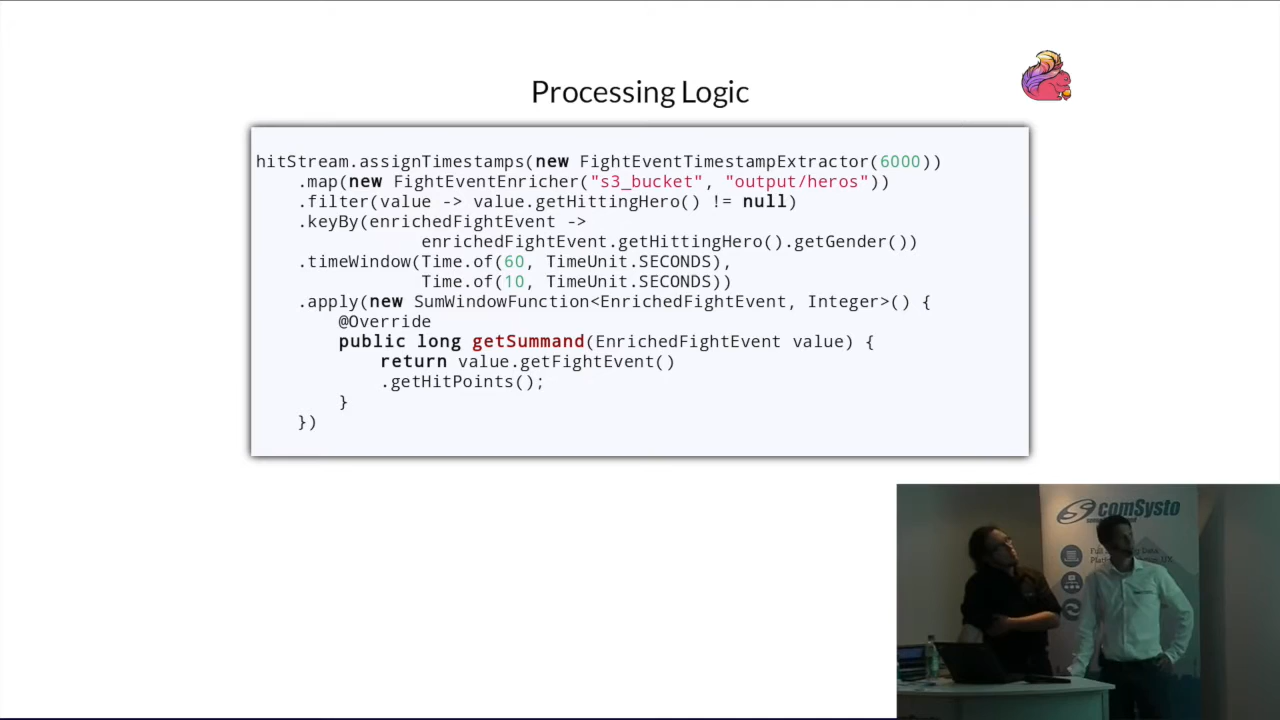 Processing Logic
hitStream.assignTimestamps(new FightEventTimestampExtractor(6000))
    .map(new FightEventEnricher("s3_bucket", "output/heros"))
    .filter(value -> value.getHittingHero() != null)
    .keyBy(enrichedFightEvent ->
                enrichedFightEvent.getHittingHero().getGender())
    .timeWindow(Time.of(60, TimeUnit.SECONDS),
                Time.of(10, TimeUnit.SECONDS))
    .apply(new SumWindowFunction<EnrichedFightEvent, Integer>() {
        @Override
        public long getSummand(EnrichedFightEvent value) {
            return value.getFightEvent()
            .getHitPoints();
        }
    })
comSysto